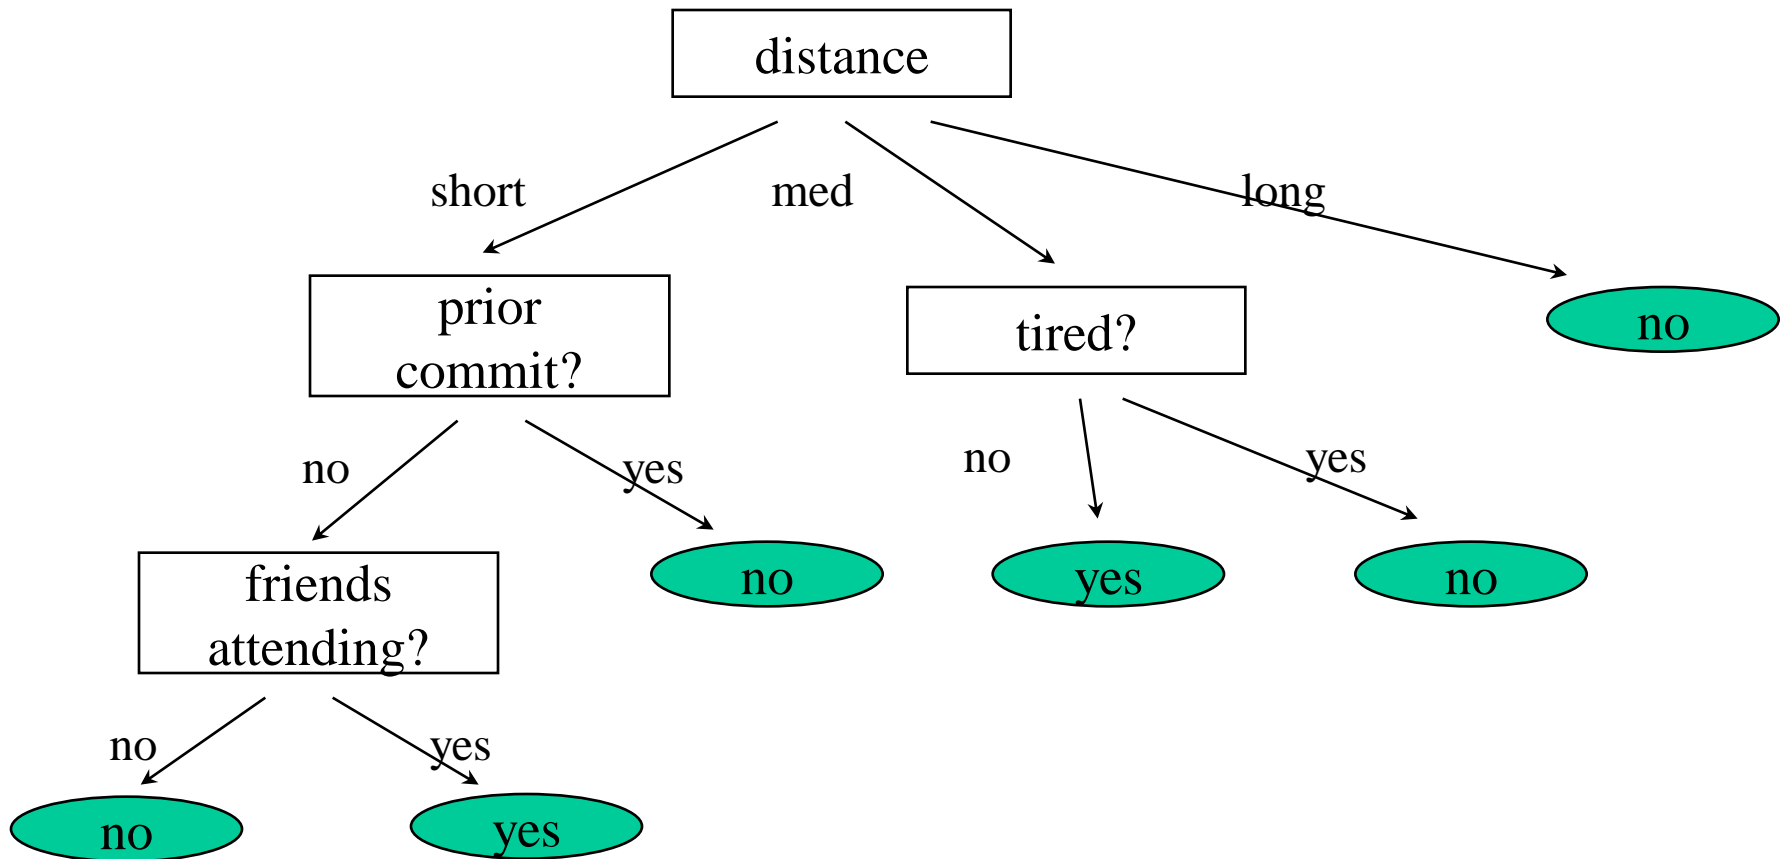 distance
short
med
long
prior
commit?
tired?
no
no
yes
no
yes
friends
attending?
no
yes
no
no
yes
no
yes